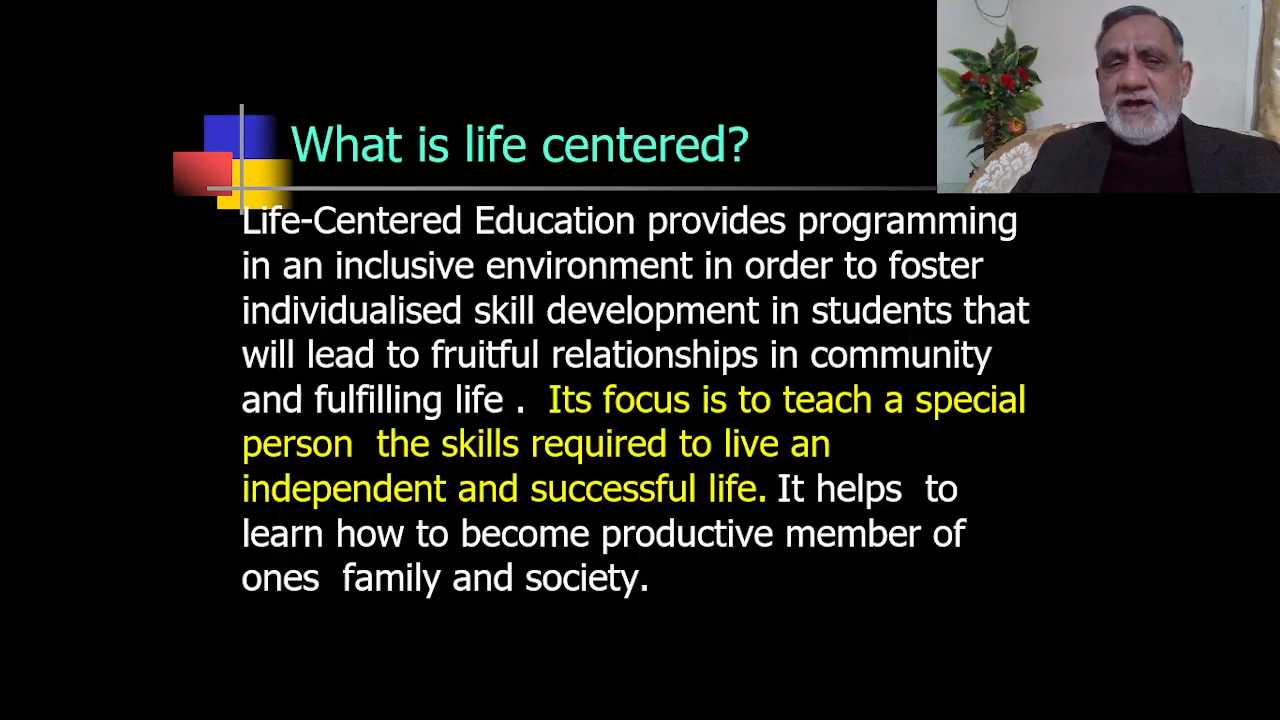 What is life centered?
Life-Centered Education provides programming
in an inclusive environment in order to foster
individualised skill development in students that
will lead to fruitful relationships in community
and fulfilling life .  Its focus is to teach a special
person  the skills required to live an
independent and successful life. It helps  to
learn how to become productive member of
ones  family and society.